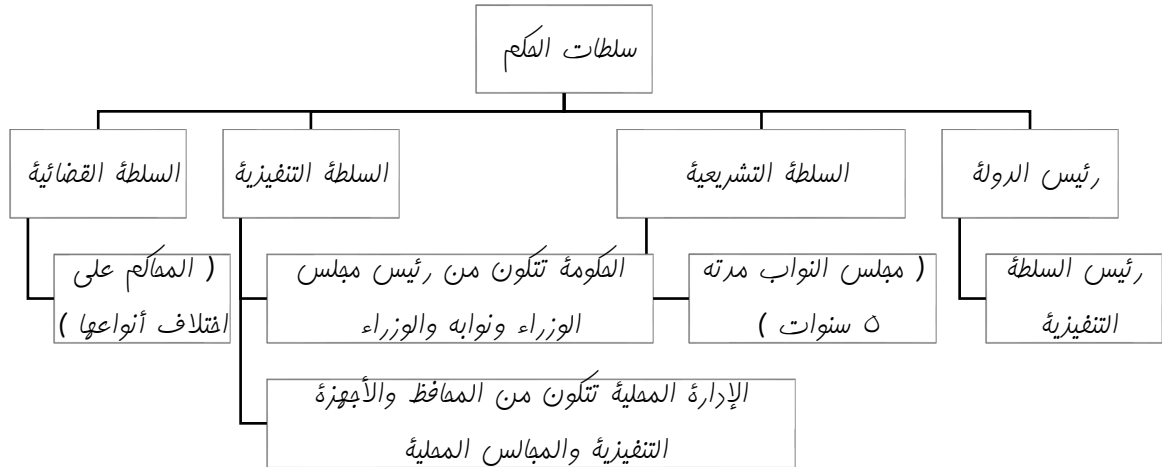 سلطات الحكم
رئيس الدولة
السلطة التشريعية
السلطة التنفيذية
السلطة القضائية
رئيس السلطة
التنفيذية
( مجلس النواب مدته
٥ سنوات )
الحكومة تتكون من رئيس مجلس
الوزراء ونوابه والوزراء
( المحاكم على
اختلاف أنواعها )
الإدارة المحلية تتكون من المحافظ والأجهزة
التنفيذية والمجالس المحلية